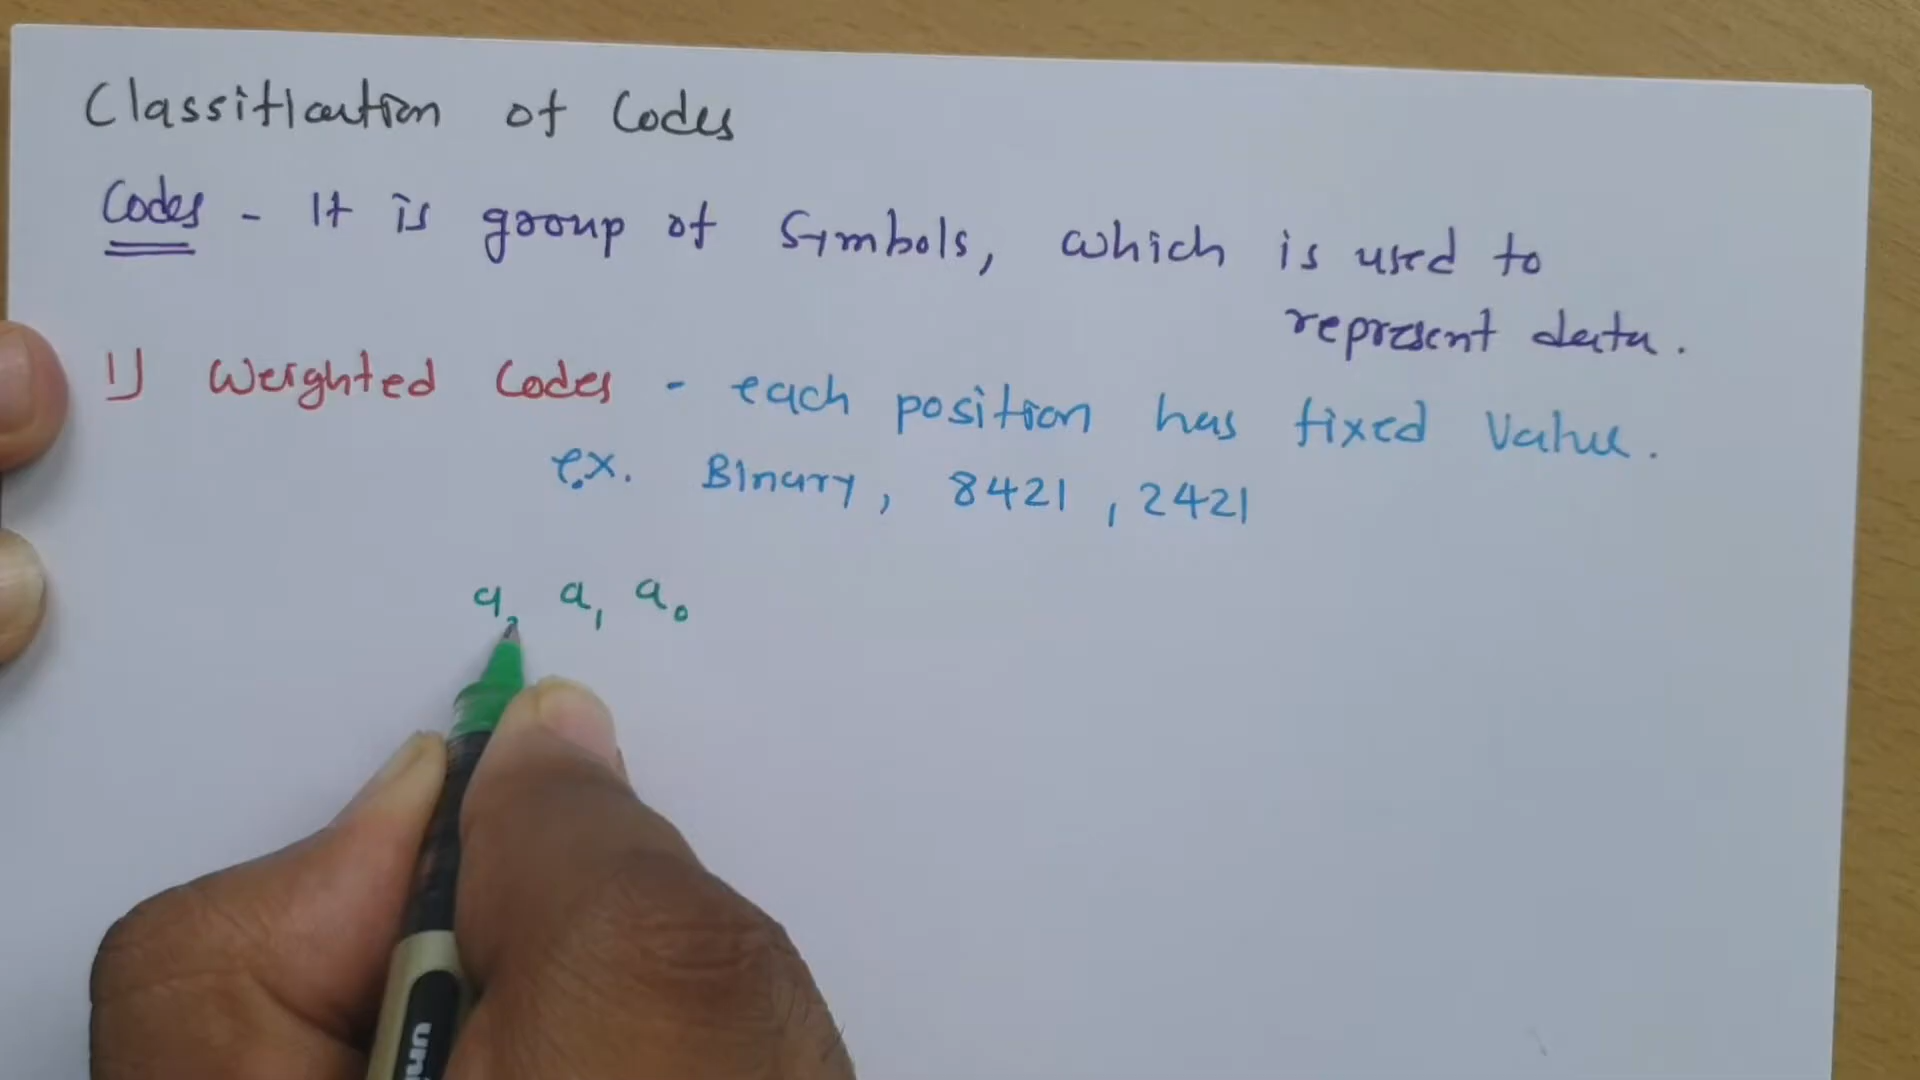 Classification of Codes
Codes - It is group of Symbols, which is used to
represent data.
1) Weighted Codes - each position has fixed Value.
ex. Binary, 8421, 2421
a2 a1 a0
uni